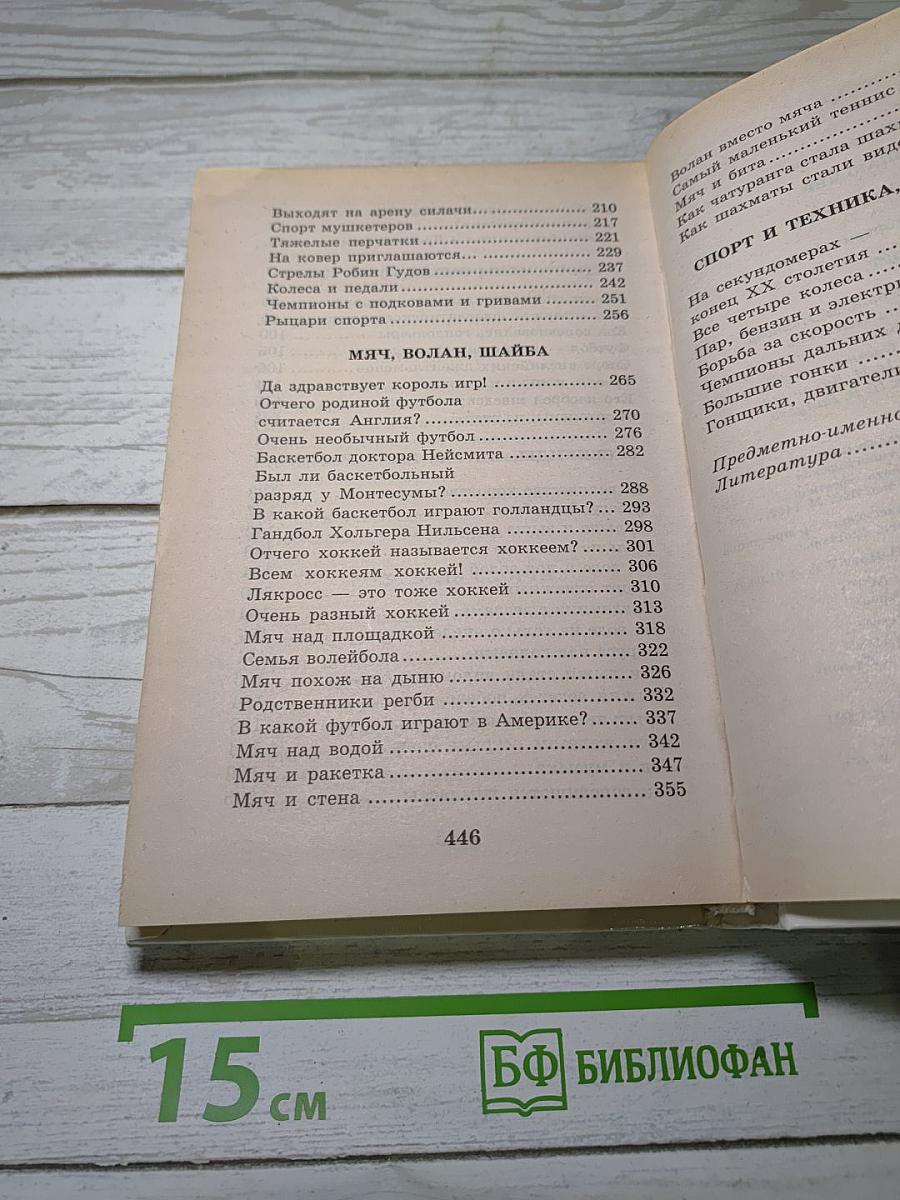 Выходят на арену силачи... 210
Спорт мушкетеров 217
Тяжелые перчатки 221
На ковер приглашаются... 229
Стрелы Робин Гудов 237
Колеса и педали 242
Чемпионы с подковами и гривами 251
Рыцари спорта 256
МЯЧ, ВОЛАН, ШАЙБА
Да здравствует король игр! 265
Отчего родиной футбола
считается Англия? 270
Очень необычный футбол 276
Баскетбол доктора Нейсмита 282
Был ли баскетбольный
разряд у Монтесумы? 288
В какой баскетбол играют голландцы? ... 293
Гандбол Хольгера Нильсена 298
Отчего хоккей называется хоккеем? 301
Всем хоккеям хоккей! 306
Лякросс — это тоже хоккей 310
Очень разный хоккей 313
Мяч над площадкой 318
Семья волейбола 322
Мяч похож на дыню 326
Родственники регби 332
В какой футбол играют в Америке? 337
Мяч над водой 342
Мяч и ракетка 347
Мяч и стена 355
446
Волан вместо мяча
Самый маленький теннис
Мяч и бита
Как чатуранга стала
Как шахматы стали
СПОРТ И ТЕХНИКА,
На секундомерах —
конец XX столетия
Все четыре колеса
Пар, бензин и
Борьба за скорость
Чемпионы дальних
Большие гонки
Гонщики,
Литература
15 см
БФ БИБЛИОФАН